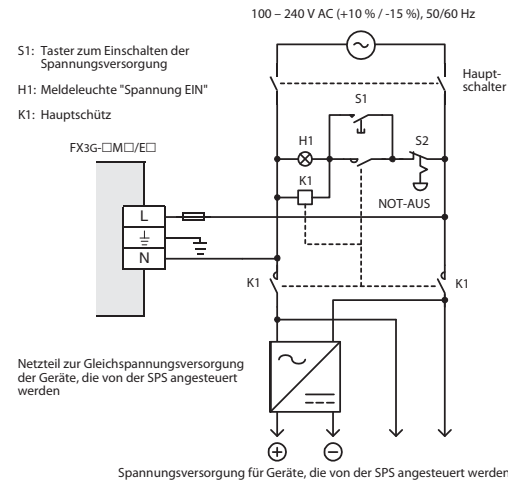 100 – 240 V AC (+10 % / -15 %), 50/60 Hz
S1: Taster zum Einschalten der
Spannungsversorgung
H1: Meldeleuchte "Spannung EIN"
K1: Hauptschütz
Haupt-
schalter
S1
FX3G-□M□/E□
H1
S2
K1
NOT-AUS
L
N
K1
K1
Netzteil zur Gleichspannungsversorgung
der Geräte, die von der SPS angesteuert
werden
Spannungsversorgung für Geräte, die von der SPS angesteuert werden